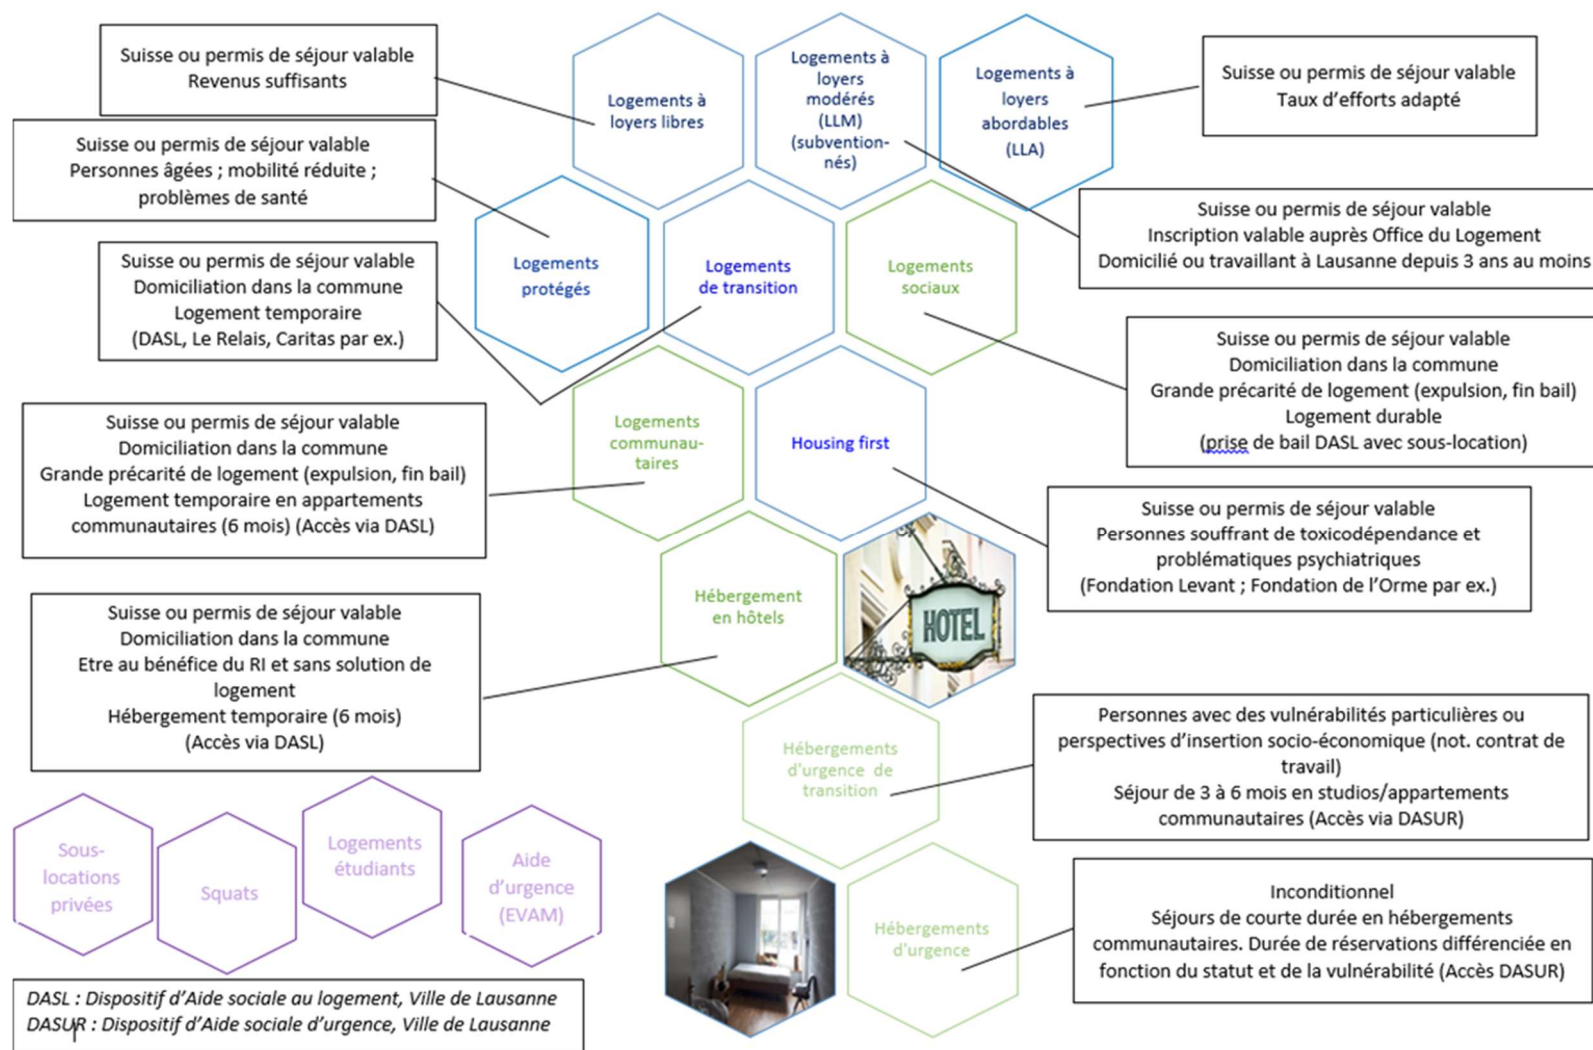 Suisse ou permis de séjour valable
Revenus suffisants
Logements à
loyers libres
Logements à
loyers
modérés
(LLM)
(subvention-
nés)
Logements à
loyers
abordables
(LLA)
Suisse ou permis de séjour valable
Taux d'efforts adapté
Suisse ou permis de séjour valable
Personnes âgées ; mobilité réduite ;
problèmes de santé
Suisse ou permis de séjour valable
Inscription valable auprès Office du Logement
Domicilié ou travaillant à Lausanne depuis 3 ans au moins
Suisse ou permis de séjour valable
Domiciliation dans la commune
Logement temporaire
(DASL, Le Relais, Caritas par ex.)
Logements
protégés
Logements
de transition
Logements
sociaux
Suisse ou permis de séjour valable
Domiciliation dans la commune
Grande précarité de logement (expulsion, fin bail)
Logement durable
(prise de bail DASL avec sous-location)
Suisse ou permis de séjour valable
Domiciliation dans la commune
Grande précarité de logement (expulsion, fin bail)
Logement temporaire en appartements
communautaires (6 mois) (Accès via DASL)
Logements
communau-
taires
Housing first
Suisse ou permis de séjour valable
Personnes souffrant de toxicodépendance et
problématiques psychiatriques
(Fondation Levant ; Fondation de l'Orme par ex.)
Suisse ou permis de séjour valable
Domiciliation dans la commune
Etre au bénéfice du RI et sans solution de
logement
Hébergement temporaire (6 mois)
(Accès via DASL)
Hébergement
en hôtels
HOTEL
Hébergements
d'urgence de
transition
Personnes avec des vulnérabilités particulières ou
perspectives d'insertion socio-économique (not. contrat de
travail)
Séjour de 3 à 6 mois en studios/appartements
communautaires (Accès via DASUR)
Sous-
locations
privées
Squats
Logements
étudiants
Aide
d'urgence
(EVAM)
Hébergements
d'urgence
Inconditionnel
Séjours de courte durée en hébergements
communautaires. Durée de réservations différenciée en
fonction du statut et de la vulnérabilité (Accès DASUR)
DASL : Dispositif d'Aide sociale au logement, Ville de Lausanne
DASUR : Dispositif d'Aide sociale d'urgence, Ville de Lausanne